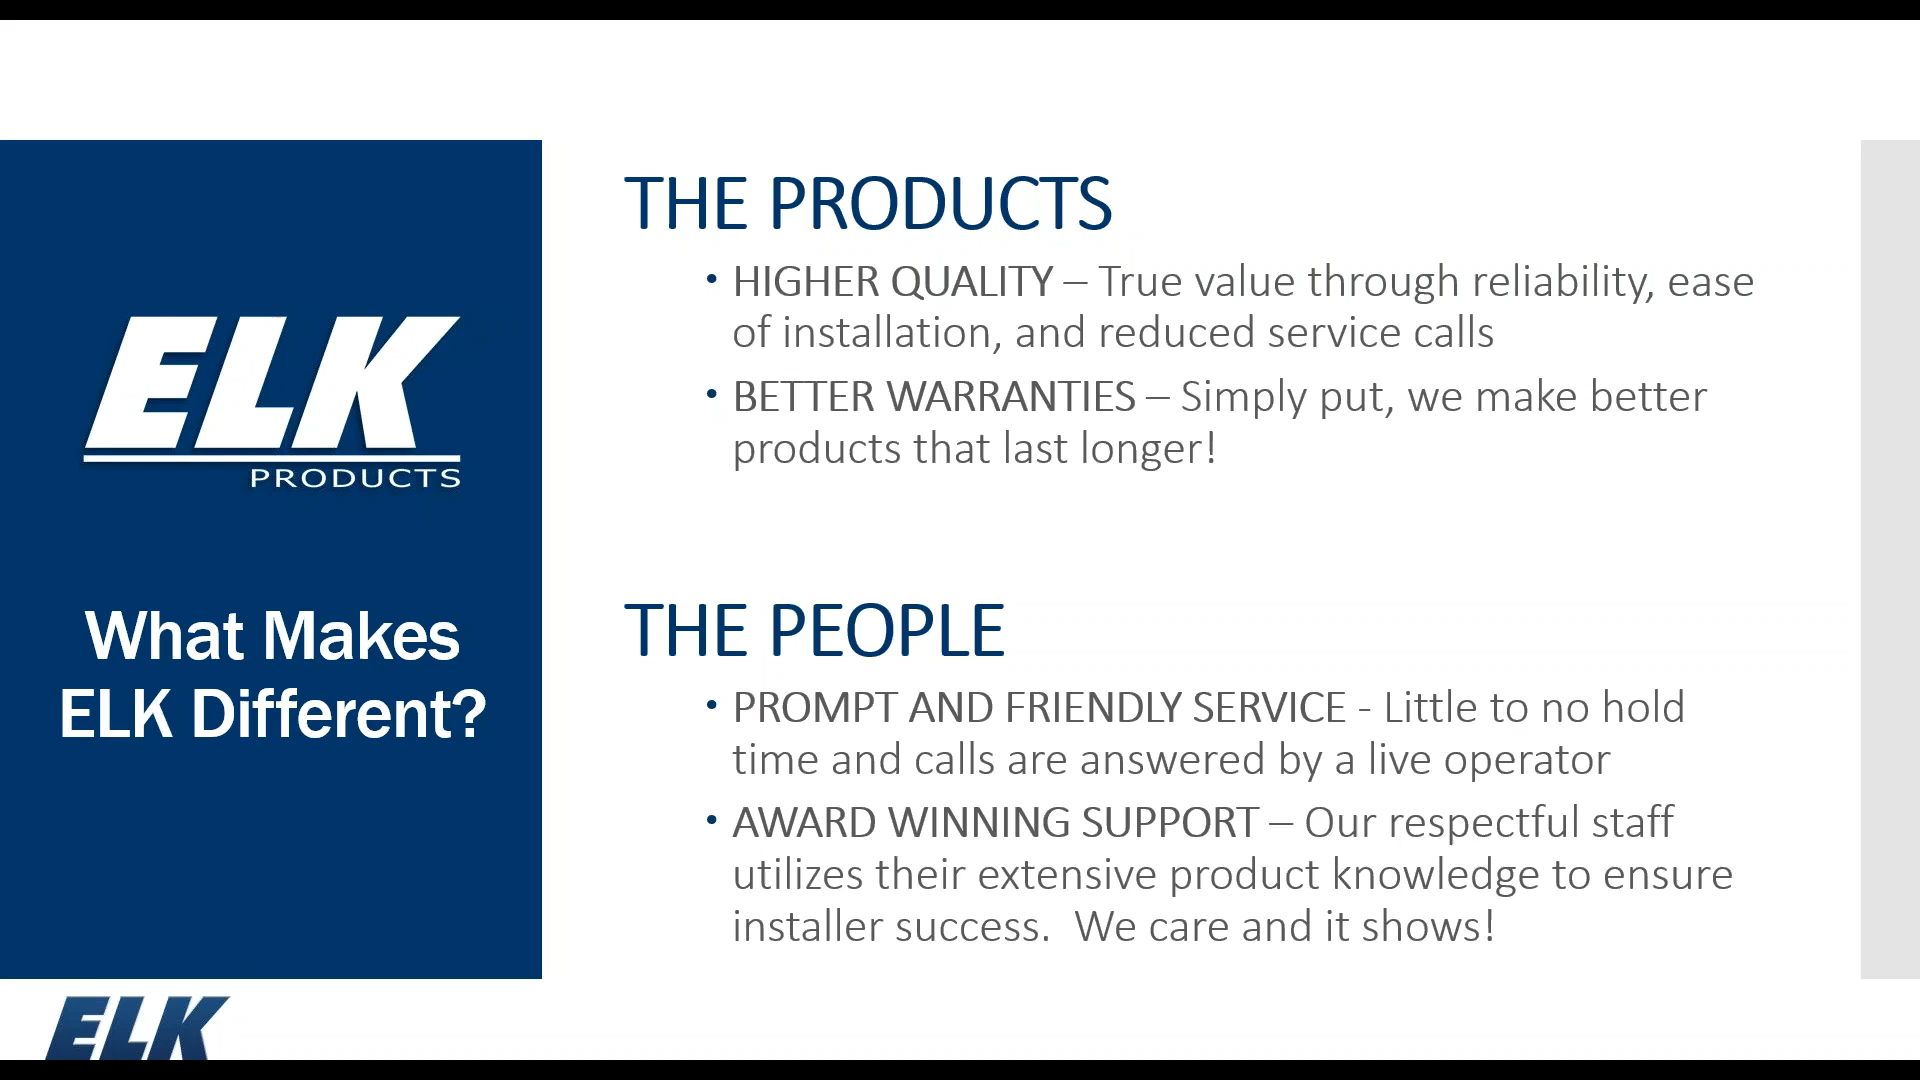 ELK
PRODUCTS
What Makes
ELK Different?
THE PRODUCTS
• HIGHER QUALITY – True value through reliability, ease
of installation, and reduced service calls
• BETTER WARRANTIES – Simply put, we make better
products that last longer!
THE PEOPLE
• PROMPT AND FRIENDLY SERVICE - Little to no hold
time and calls are answered by a live operator
• AWARD WINNING SUPPORT – Our respectful staff
utilizes their extensive product knowledge to ensure
installer success.  We care and it shows!
ELK